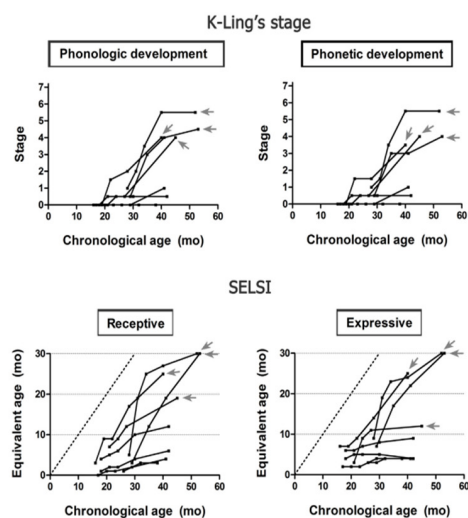 K-Ling's stage
Phonologic development
Phonetic development
7
6
5
4
3
2
1
0
Stage
0 10 20 30 40 50 60
Chronological age (mo)
7
6
5
4
3
2
1
0
Stage
0 10 20 30 40 50 60
Chronological age (mo)
SELSI
Receptive
Expressive
30
20
10
0
Equivalent age (mo)
0 10 20 30 40 50 60
Chronological age (mo)
30
20
10
0
Equivalent age (mo)
0 10 20 30 40 50 60
Chronological age (mo)